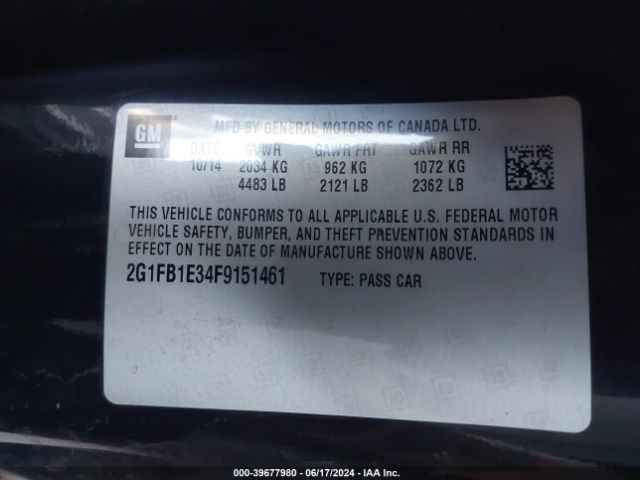 GM
MFD BY GENERAL MOTORS OF CANADA LTD.
DATE GVWR GAWR FRT GAWR RR
10/14 2034 KG 962 KG 1072 KG
4483 LB 2121 LB 2362 LB
THIS VEHICLE CONFORMS TO ALL APPLICABLE U.S. FEDERAL MOTOR
VEHICLE SAFETY, BUMPER, AND THEFT PREVENTION STANDARDS IN
EFFECT ON THE DATE OF MANUFACTURE SHOWN ABOVE.
2G1FB1E34F9151461 TYPE: PASS CAR
000-39677980 - 06/17/2024 - IAA Inc.